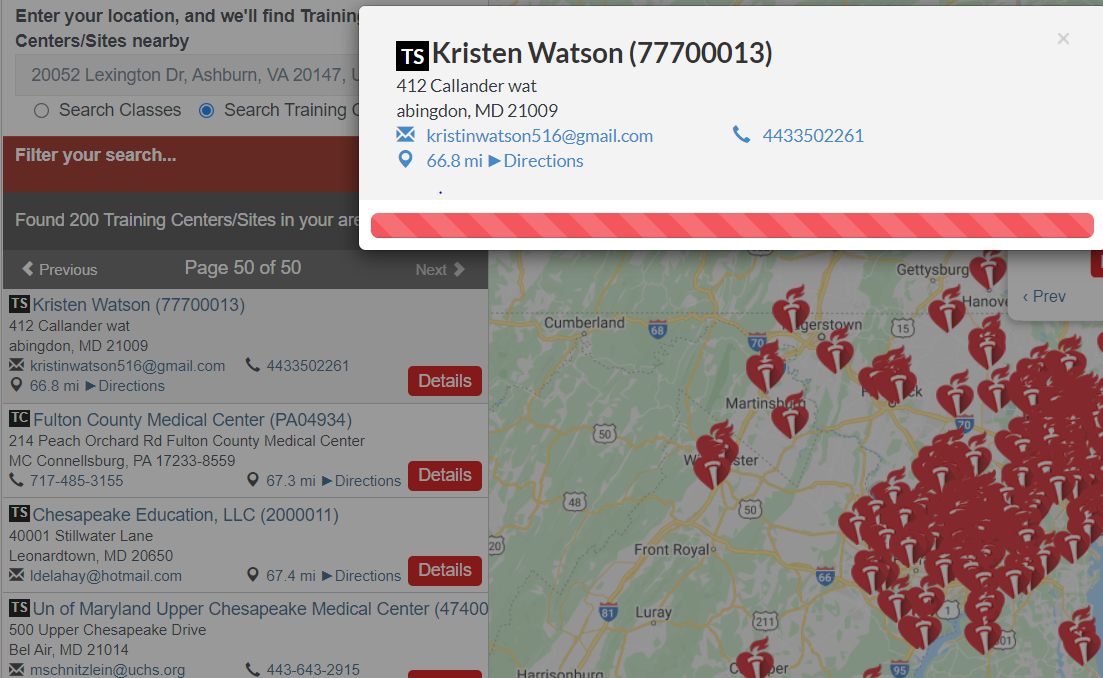 Enter your location, and we'll find Training
Centers/Sites nearby
20052 Lexington Dr, Ashburn, VA 20147, U
Search Classes
Search Training C
Filter your search...
Found 200 Training Centers/Sites in your are
Previous
Page 50 of 50
Next
TS Kristen Watson (77700013)
412 Callander wat
abingdon, MD 21009
kristinwatson516@gmail.com
4433502261
66.8 mi ►Directions
Details
TC Fulton County Medical Center (PA04934)
214 Peach Orchard Rd Fulton County Medical Center
MC Connellsburg, PA 17233-8559
717-485-3155
67.3 mi ►Directions
Details
TS Chesapeake Education, LLC (2000011)
40001 Stillwater Lane
Leonardtown, MD 20650
ldelahay@hotmail.com
67.4 mi ►Directions
Details
TS Un of Maryland Upper Chesapeake Medical Center (47400
500 Upper Chesapeake Drive
Bel Air, MD 21014
mschnitzlein@uchs.org
443-643-2915
TS Kristen Watson (77700013)
×
412 Callander wat
abingdon, MD 21009
kristinwatson516@gmail.com
4433502261
66.8 mi ►Directions
.
‹ Prev
Gettysburg
Hanove
Cumberland
68
70
gerstown
15
Martinsburg
70
50
48
50
20
Front Royal
66
81
Luray
211
1
301
95
Harrisonburg